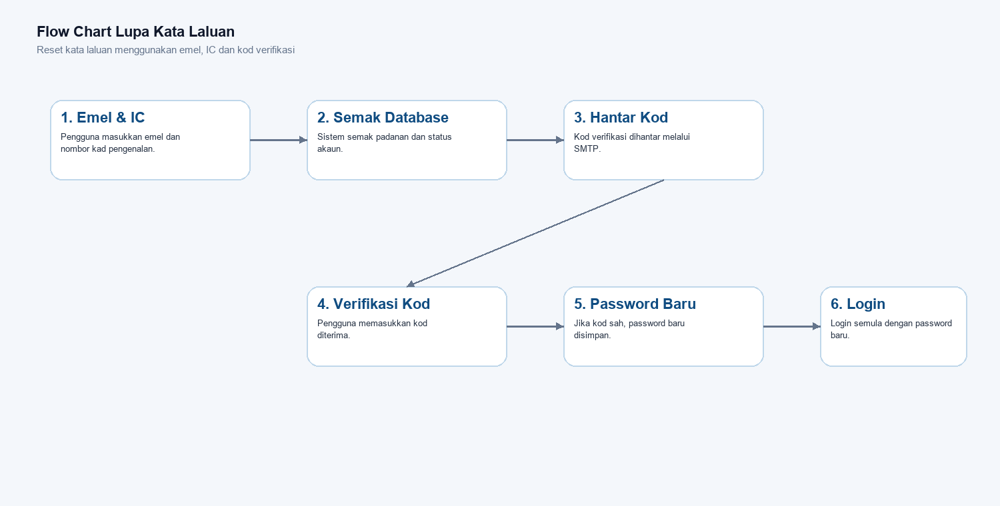 Flow Chart Lupa Kata Laluan
Reset kata laluan menggunakan emel, IC dan kod verifikasi
1. Emel & IC
Pengguna masukkan emel dan
nombor kad pengenalan.
2. Semak Database
Sistem semak padanan dan status
akaun.
3. Hantar Kod
Kod verifikasi dihantar melalui
SMTP.
4. Verifikasi Kod
Pengguna memasukkan kod
diterima.
5. Password Baru
Jika kod sah, password baru
disimpan.
6. Login
Login semula dengan password
baru.